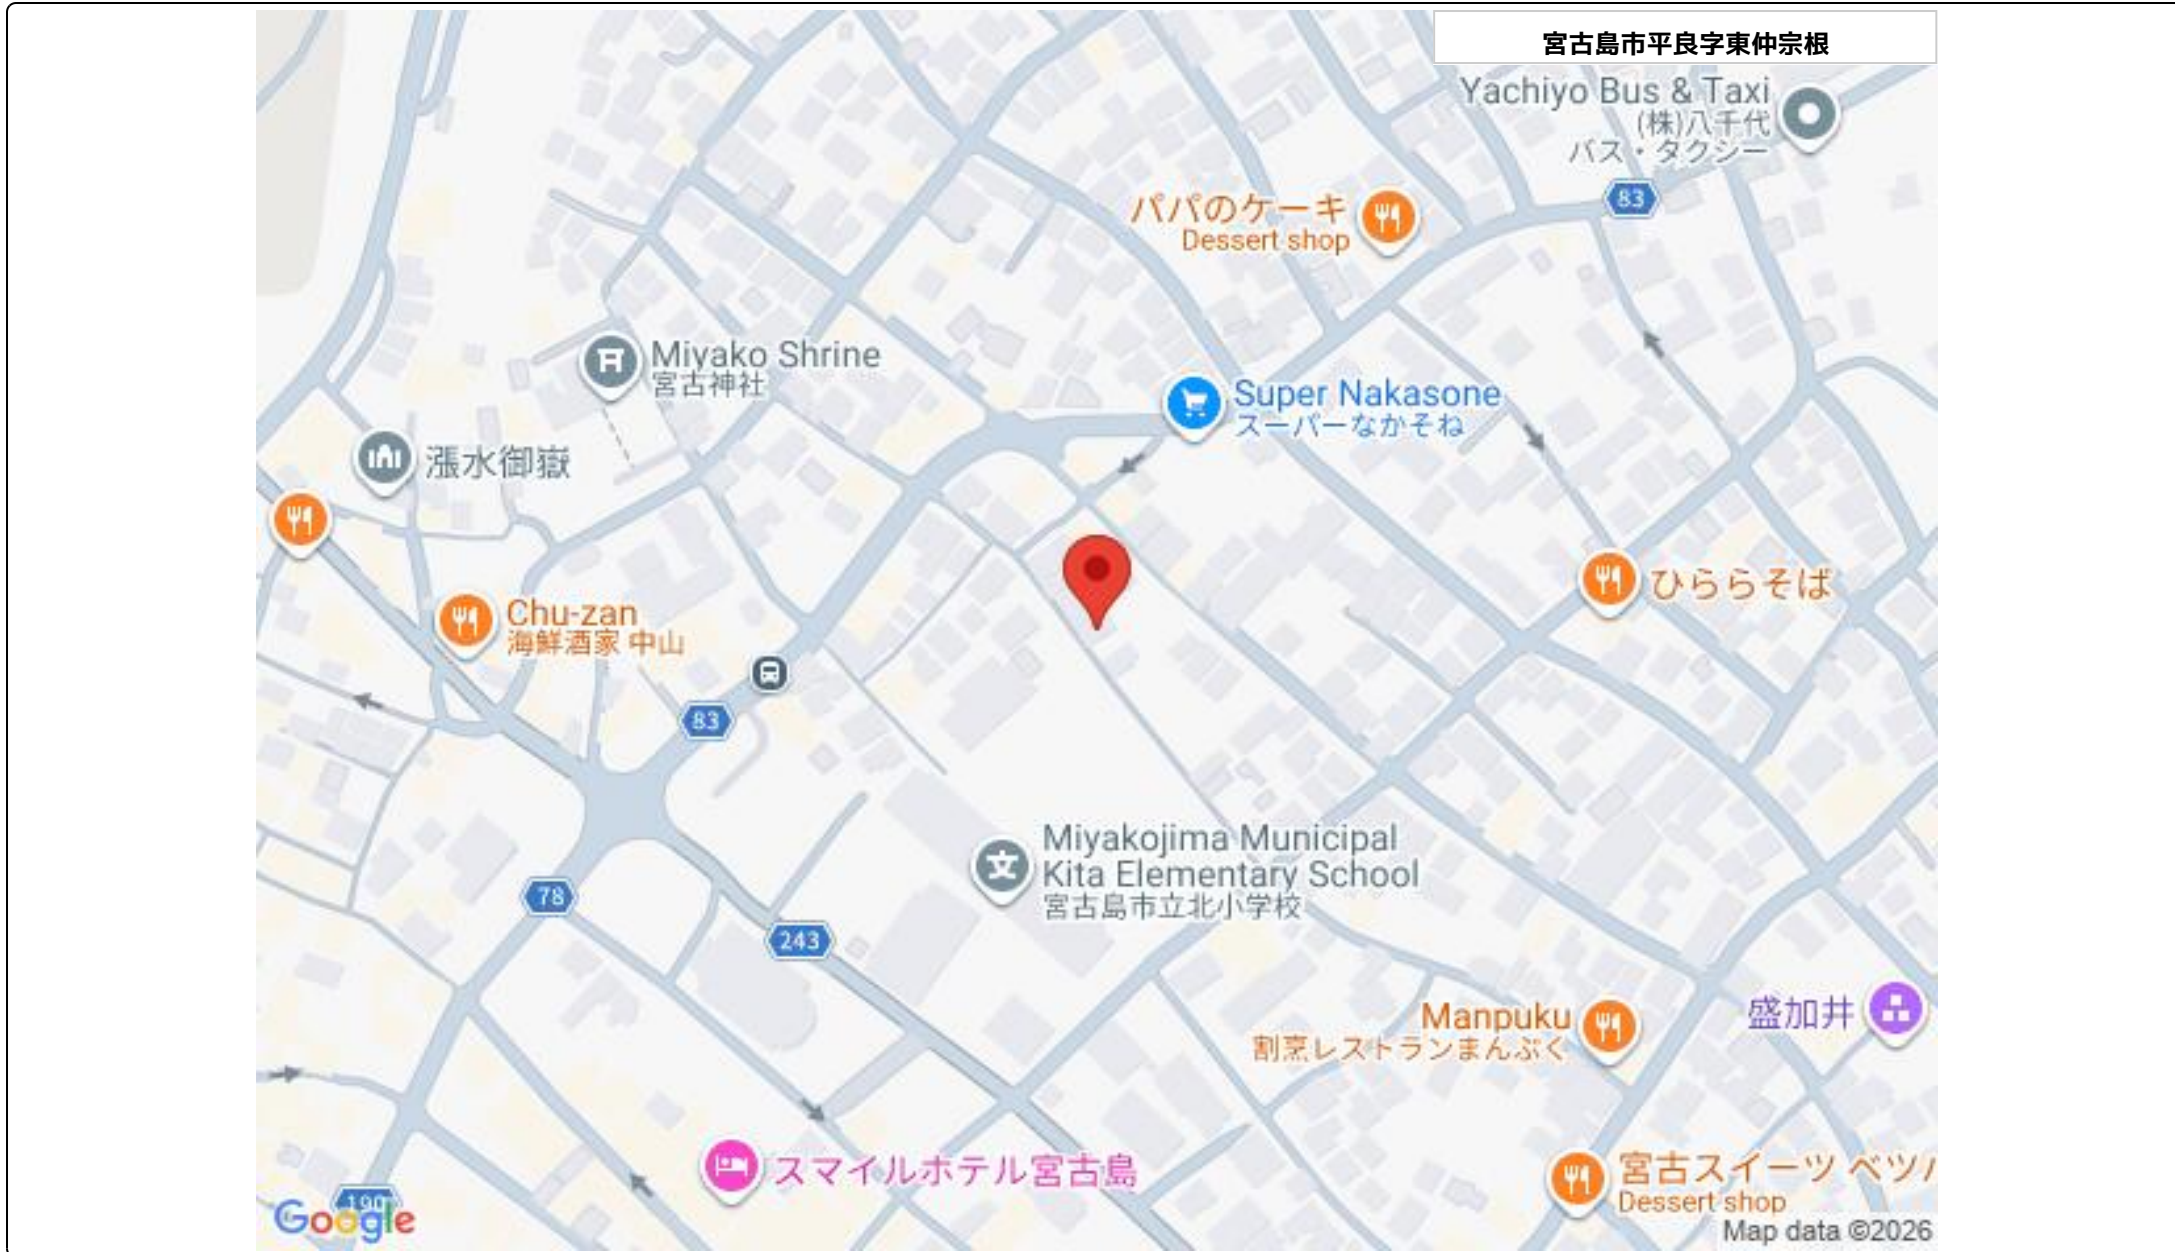 宮古島市平良字東仲宗根
Yachiyo Bus & Taxi
(株)八千代
バス・タクシー
83
パパのケーキ
Dessert shop
Miyako Shrine
宮古神社
Super Nakasone
スーパーなかそね
漲水御嶽
ひららそば
Chu-zan
海鮮酒家 中山
83
Miyakojima Municipal
Kita Elementary School
宮古島市立北小学校
78
243
Manpuku
割烹レストランまんぷく
盛加井
スマイルホテル宮古島
宮古スイーツ ベツバ
Dessert shop
190
Google
Map data ©2026